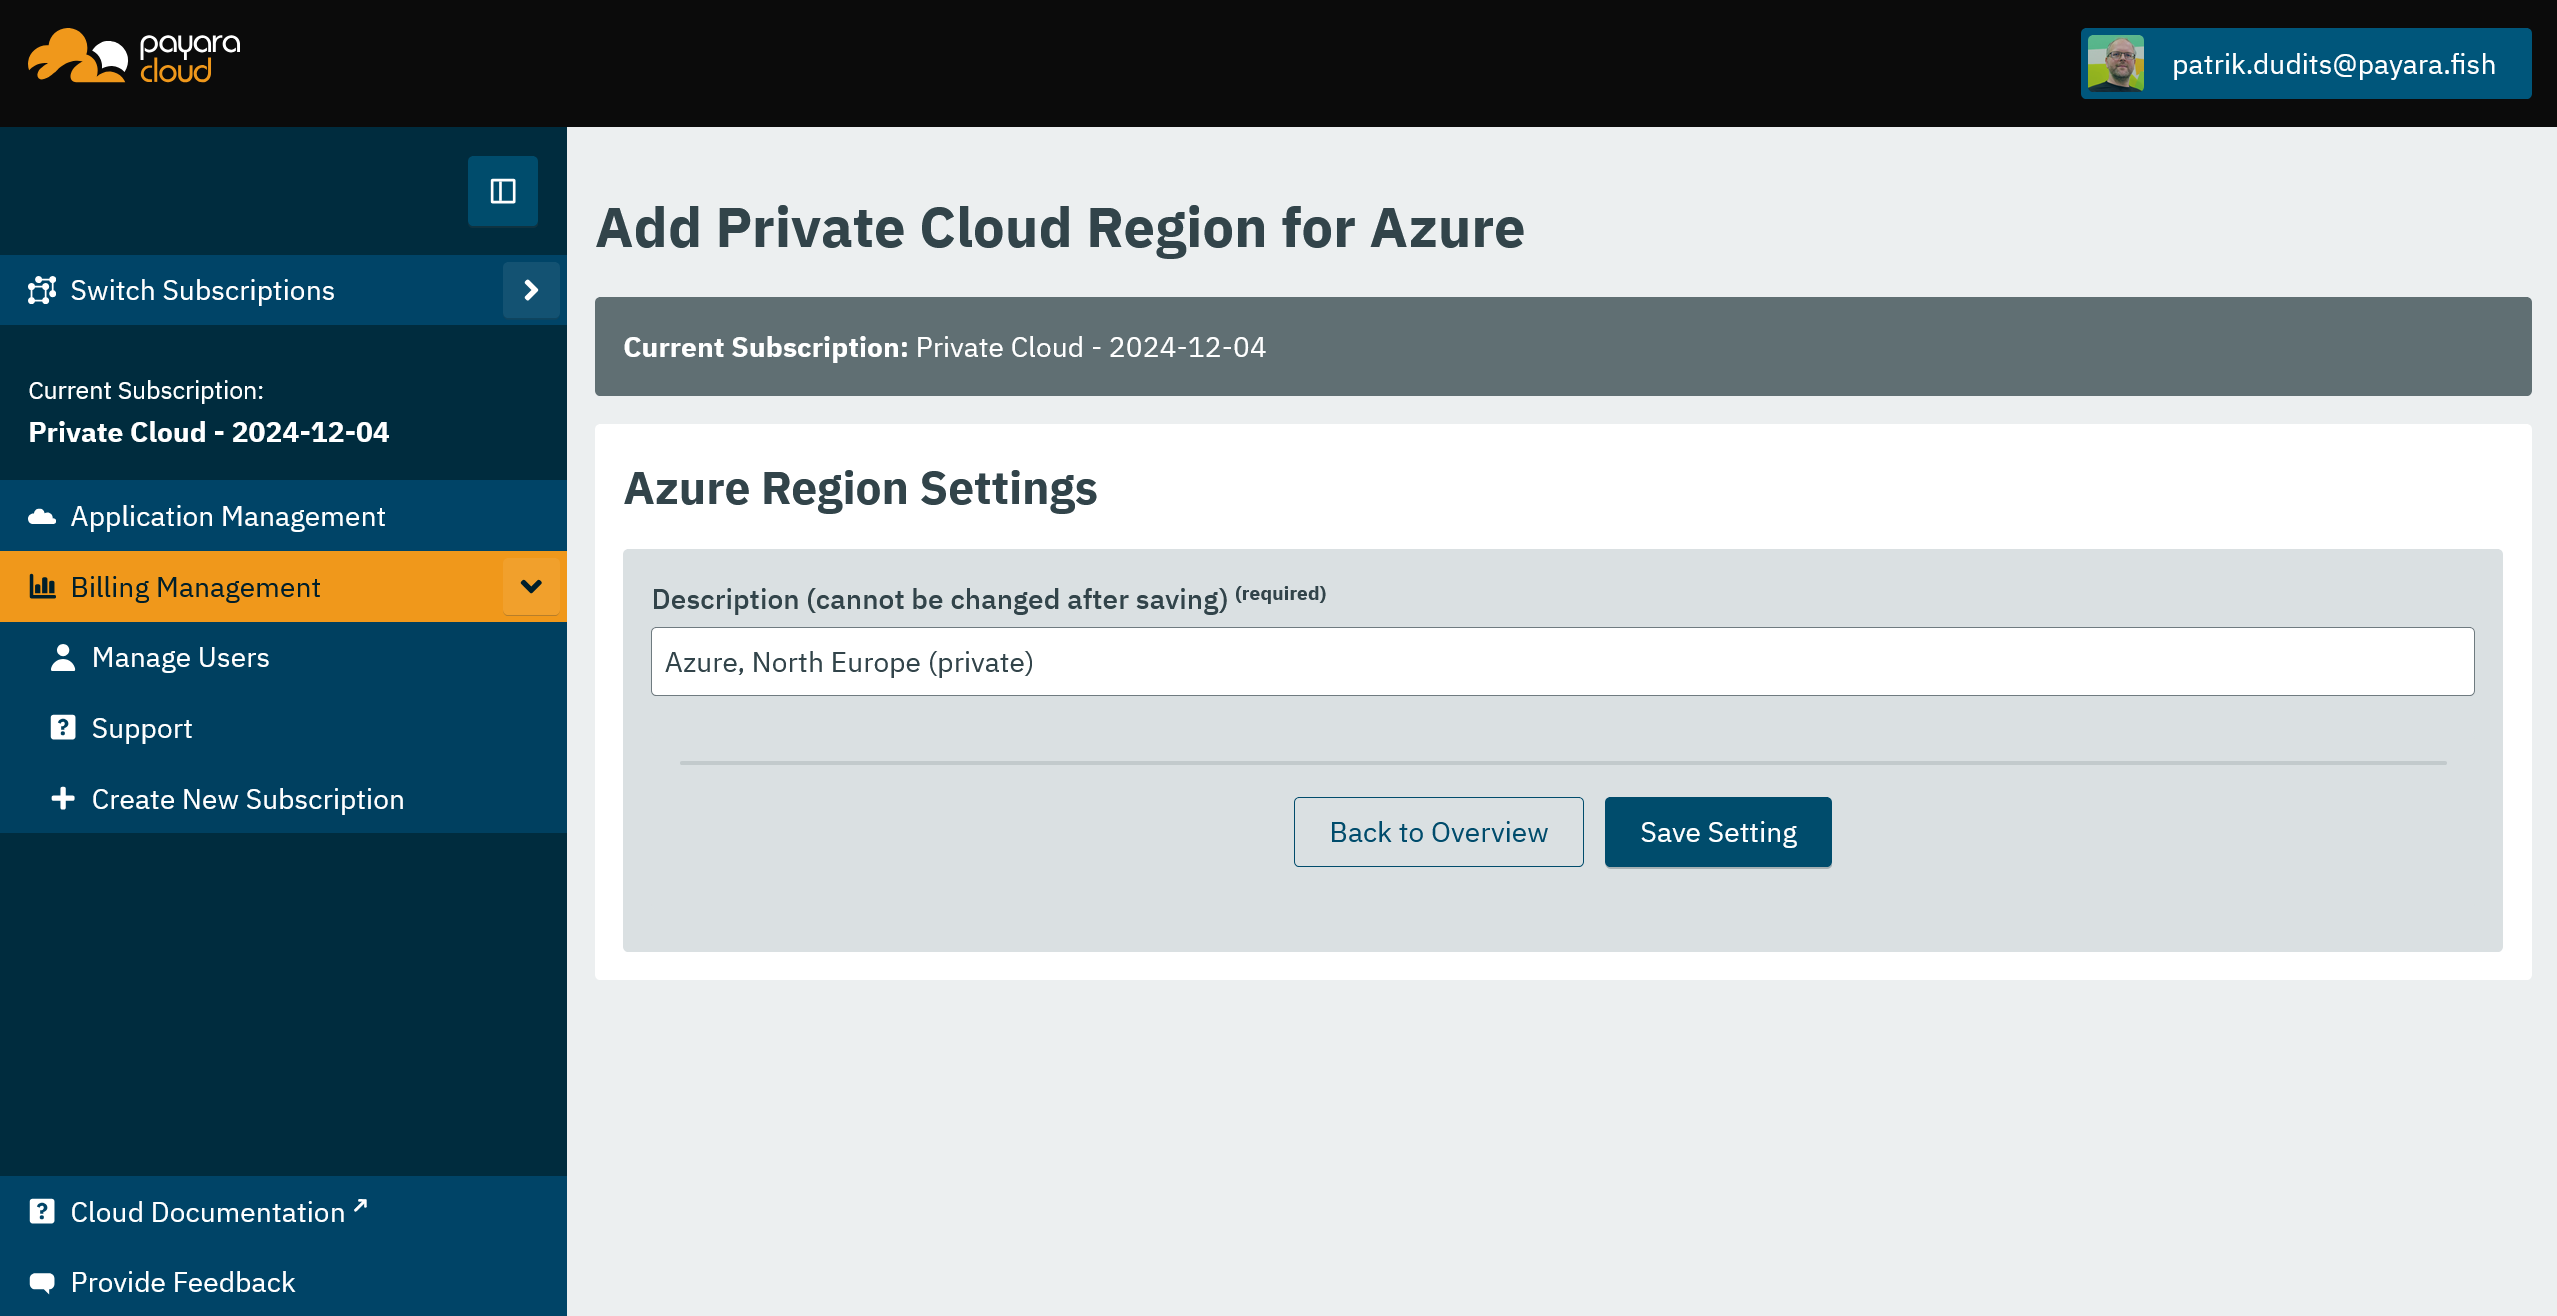 payara
cloud
patrik.dudits@payara.fish
Switch Subscriptions
Current Subscription:
Private Cloud - 2024-12-04
Application Management
Billing Management
Manage Users
Support
Create New Subscription
Cloud Documentation
Provide Feedback
Add Private Cloud Region for Azure
Current Subscription: Private Cloud - 2024-12-04
Azure Region Settings
Description (cannot be changed after saving) (required)
Azure, North Europe (private)
Back to Overview
Save Setting